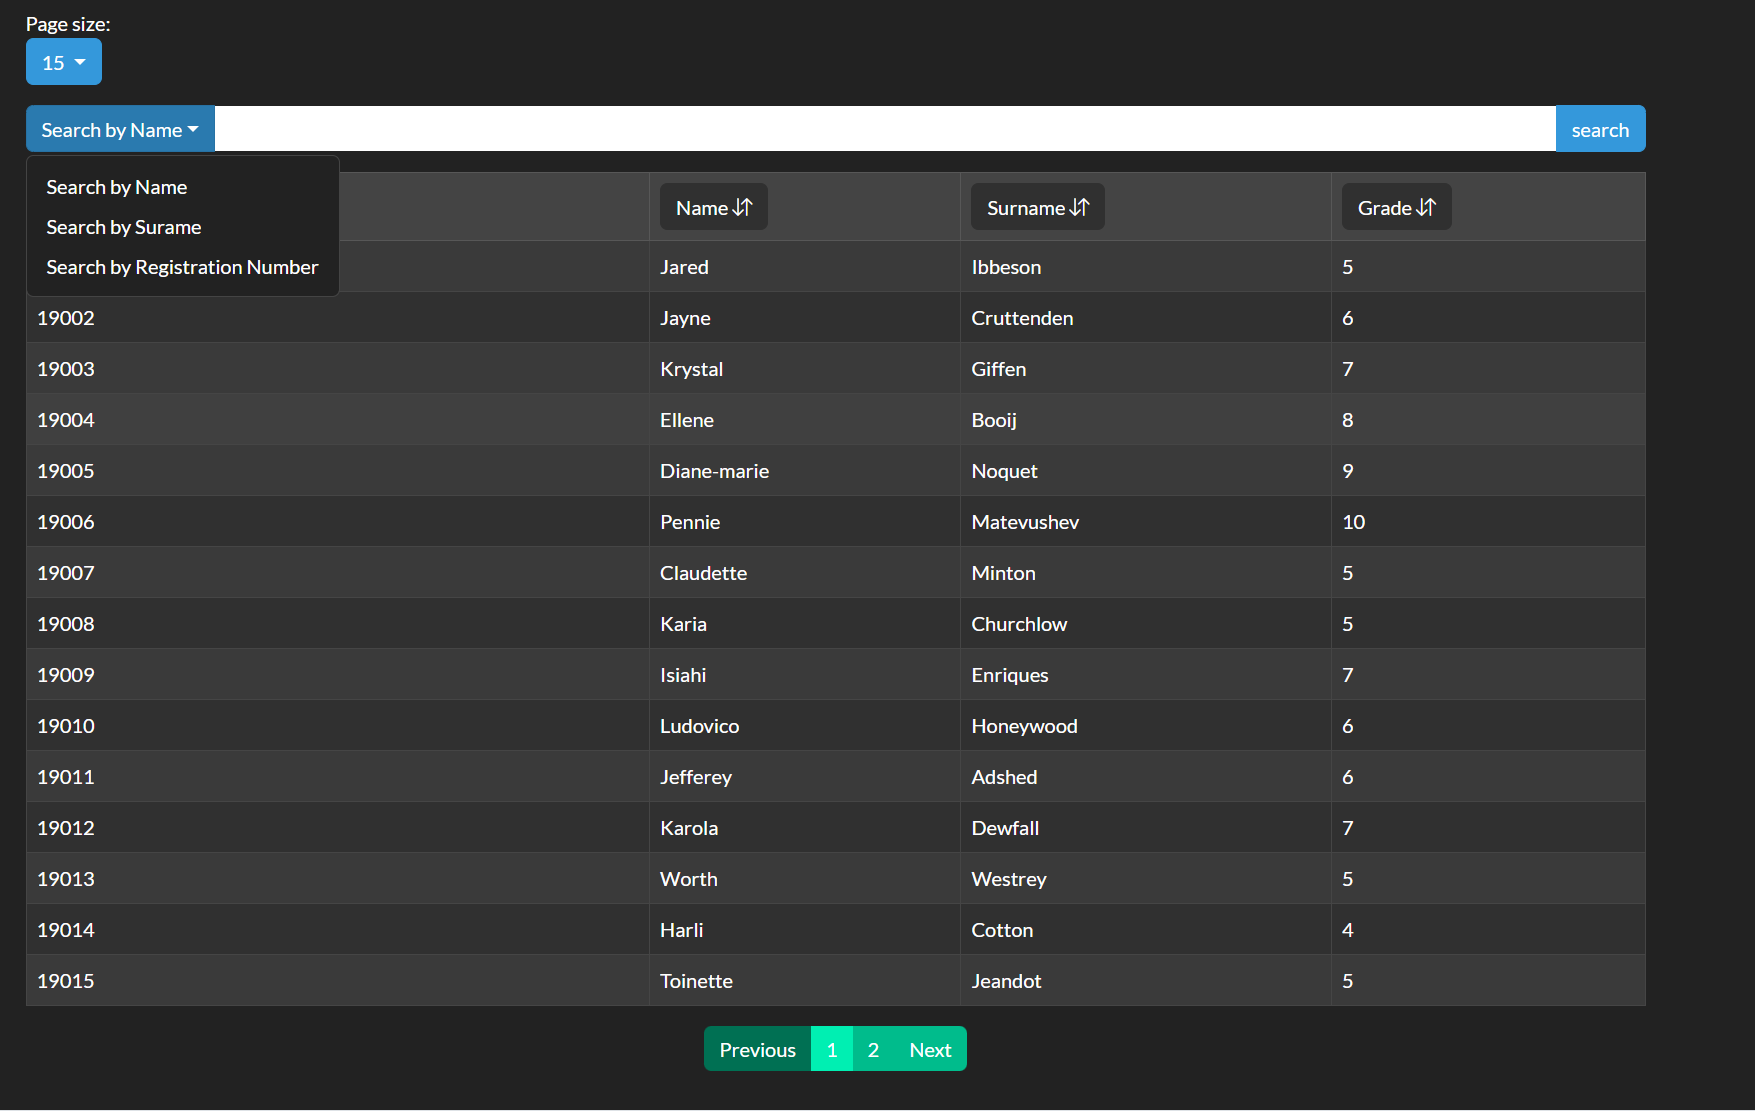 Page size:
15
Search by Name search
Search by Name
Search by Surame
Search by Registration Number
Name Surname Grade
Jared Ibbeson 5
19002 Jayne Cruttenden 6
19003 Krystal Giffen 7
19004 Ellene Booij 8
19005 Diane-marie Noquet 9
19006 Pennie Matevushev 10
19007 Claudette Minton 5
19008 Karia Churchlow 5
19009 Isiahi Enriques 7
19010 Ludovico Honeywood 6
19011 Jefferey Adshed 6
19012 Karola Dewfall 7
19013 Worth Westrey 5
19014 Harli Cotton 4
19015 Toinette Jeandot 5
Previous 1 2 Next